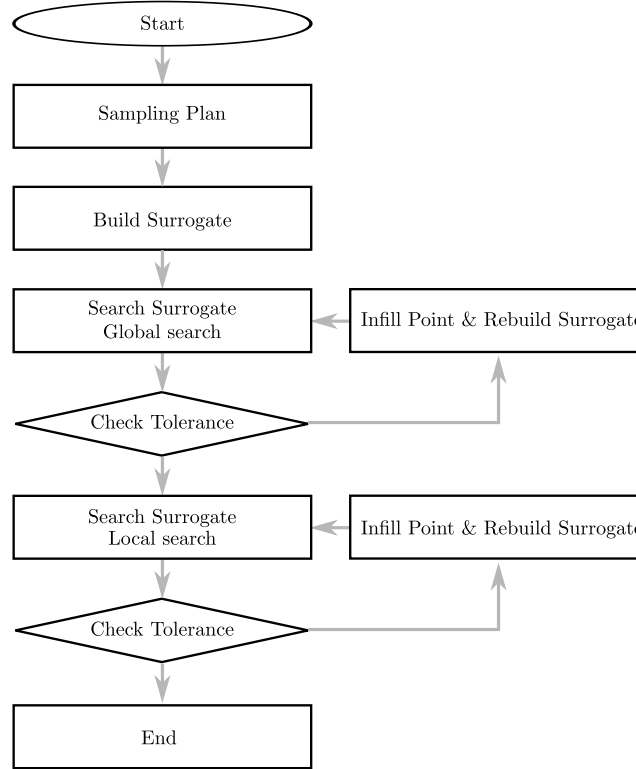 Start
Sampling Plan
Build Surrogate
Search Surrogate
Global search
Infill Point & Rebuild Surrogate
Check Tolerance
Search Surrogate
Local search
Infill Point & Rebuild Surrogate
Check Tolerance
End